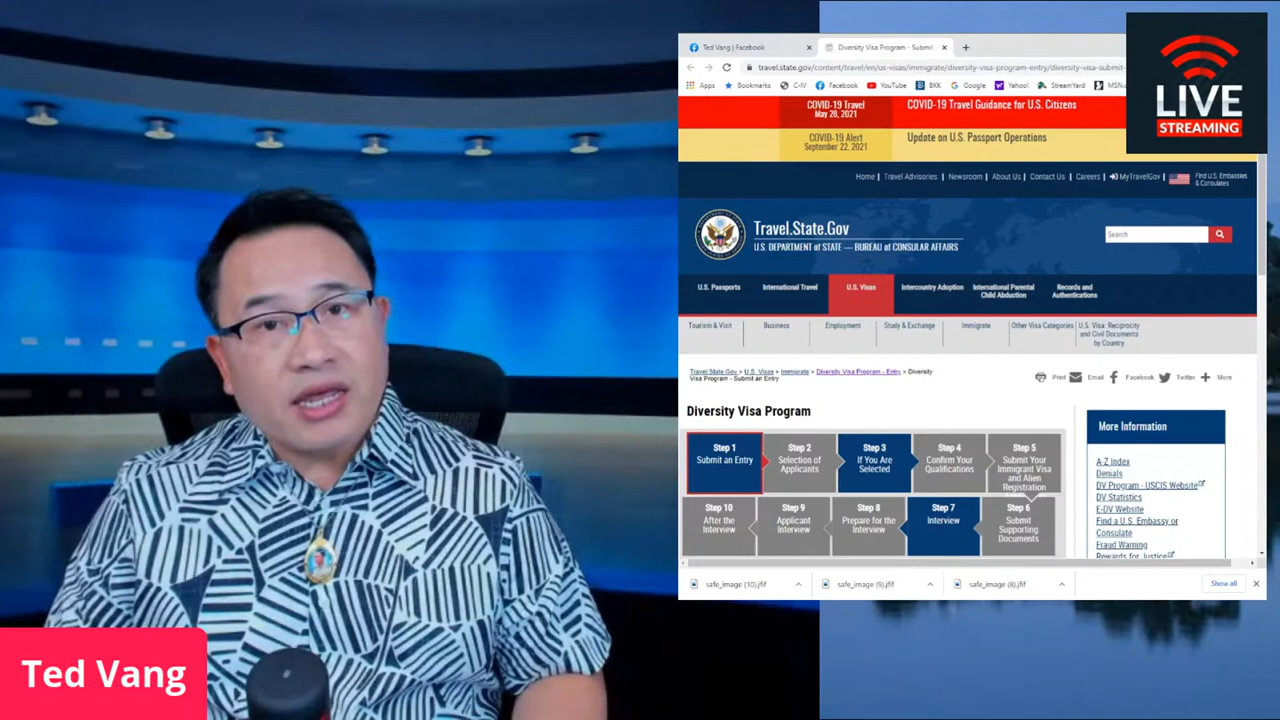 Ted Vang | Facebook
Diversity Visa Program - Submit
travel.state.gov/content/travel/en/us-visas/immigrate/diversity-visa-program-entry/diversity-visa-submit-
Apps Bookmarks C-IV Facebook YouTube BKK Google Yahoo! StreamYard MSN
LIVE
STREAMING
COVID-19 Travel
May 28, 2021
COVID-19 Travel Guidance for U.S. Citizens
COVID-19 Alert
September 22, 2021
Update on U.S. Passport Operations
Home | Travel Advisories | Newsroom | About Us | Contact Us | Careers | MyTravelGov | Find U.S. Embassies
& Consulates
Travel.State.Gov
U.S. DEPARTMENT of STATE — BUREAU of CONSULAR AFFAIRS
Search
U.S. Passports
International Travel
U.S. Visas
Intercountry Adoption
International Parental
Child Abduction
Records and
Authentications
Tourism & Visit
Business
Employment
Study & Exchange
Immigrate
Other Visa Categories
U.S. Visa: Reciprocity
and Civil Documents
by Country
Travel.State.Gov > U.S. Visas > Immigrate > Diversity Visa Program - Entry > Diversity
Visa Program - Submit an Entry
Print Email Facebook Twitter More
Diversity Visa Program
Step 1
Submit an Entry
Step 2
Selection of
Applicants
Step 3
If You Are
Selected
Step 4
Confirm Your
Qualifications
Step 5
Submit Your
Immigrant Visa
and Alien
Registration
Step 10
After the
Interview
Step 9
Applicant
Interview
Step 8
Prepare for the
Interview
Step 7
Interview
Step 6
Submit
Supporting
Documents
More Information
A-Z Index
Denials
DV Program - USCIS Website
DV Statistics
E-DV Website
Find a U.S. Embassy or
Consulate
Fraud Warning
Rewards for Justice
safe_image (10).jfif
safe_image (9).jfif
safe_image (8).jfif
Show all
Ted Vang